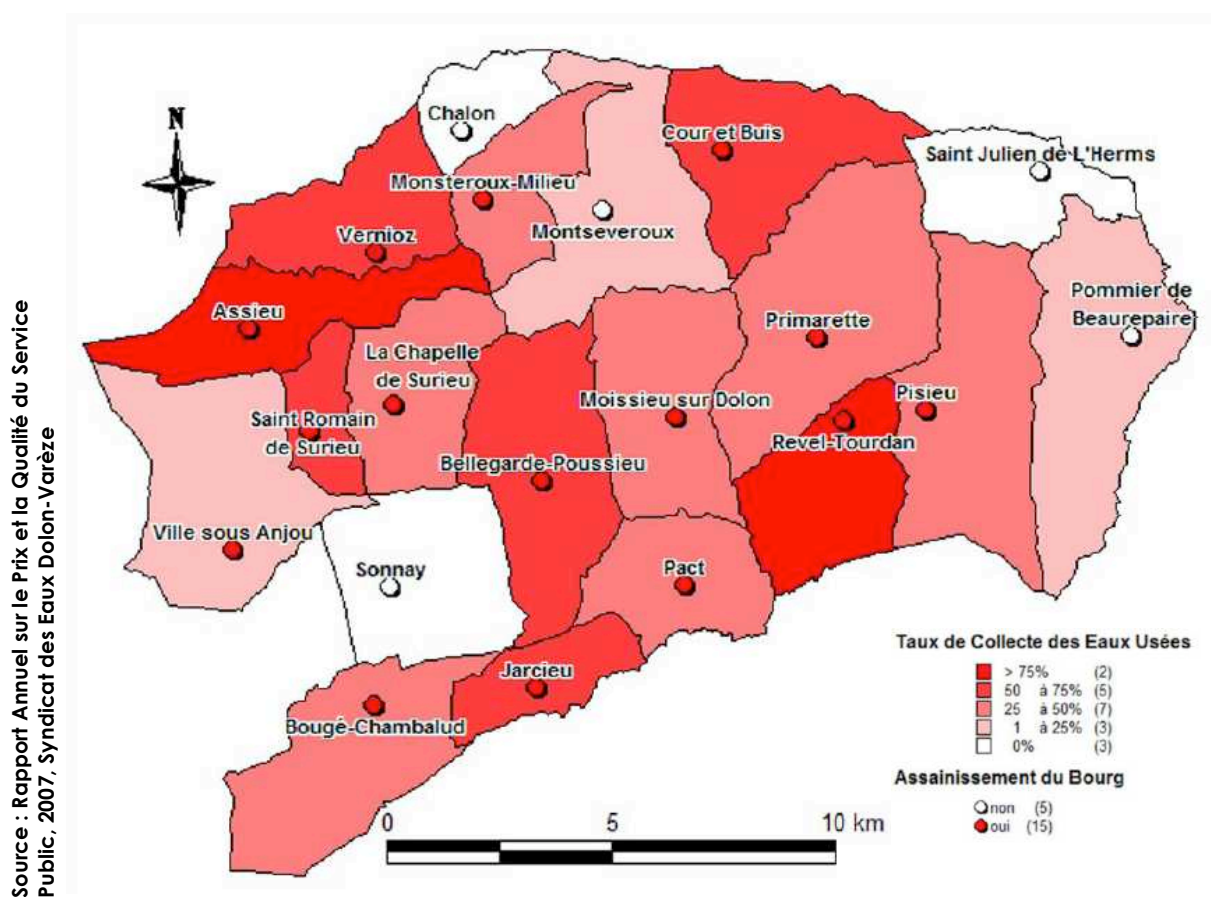 Source : Rapport Annuel sur le Prix et la Qualité du Service
Public, 2007, Syndicat des Eaux Dolon-Varèze
N
Chalon
Cour et Buis
Saint Julien de L'Herms
Monsteroux-Milieu
Montseveroux
Vernioz
Pommier de
Beaurepaire
Assieu
Primarette
La Chapelle
de Surieu
Moissieu sur Dolon
Pisieu
Saint Romain
de Surieu
Revel-Tourdan
Bellegarde-Poussieu
Ville sous Anjou
Sonnay
Pact
Jarcieu
Bougé-Chambalud
Taux de Collecte des Eaux Usées
> 75% (2)
50 à 75% (5)
25 à 50% (7)
1 à 25% (3)
0% (3)
Assainissement du Bourg
non (5)
oui (15)
0 5 10 km